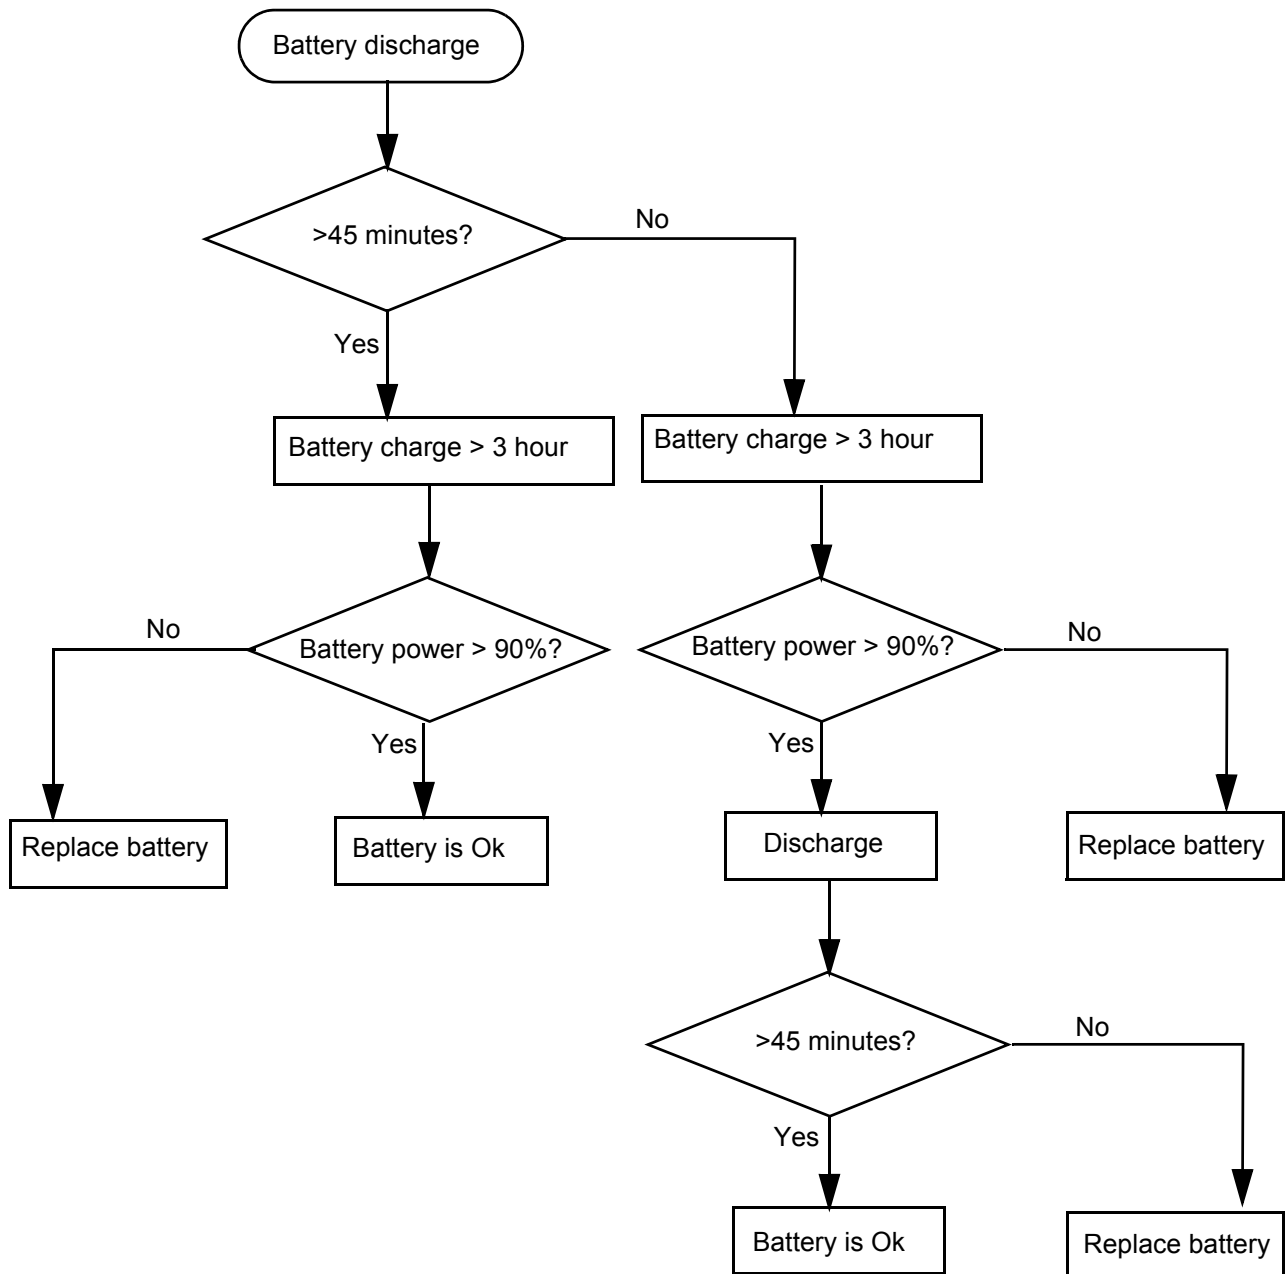 Battery discharge
>45 minutes?
No
Yes
Battery charge > 3 hour
Battery charge > 3 hour
No
Battery power > 90%?
Battery power > 90%?
No
Yes
Yes
Replace battery
Battery is Ok
Discharge
Replace battery
>45 minutes?
No
Yes
Battery is Ok
Replace battery